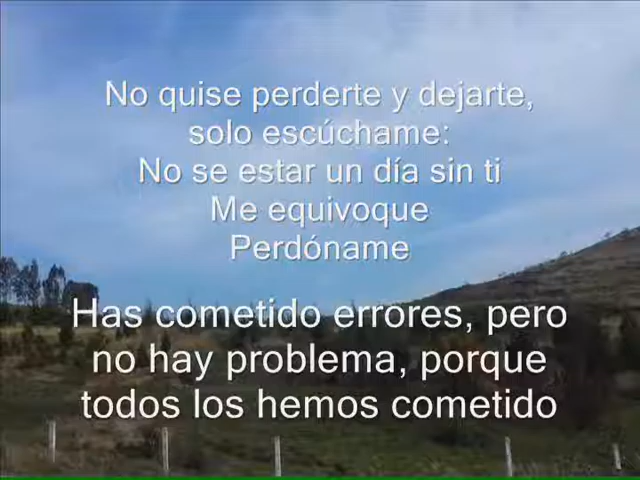 No quise perderte y dejarte,
solo escúchame:
No se estar un día sin ti
Me equivoque
Perdóname
Has cometido errores, pero
no hay problema, porque
todos los hemos cometido